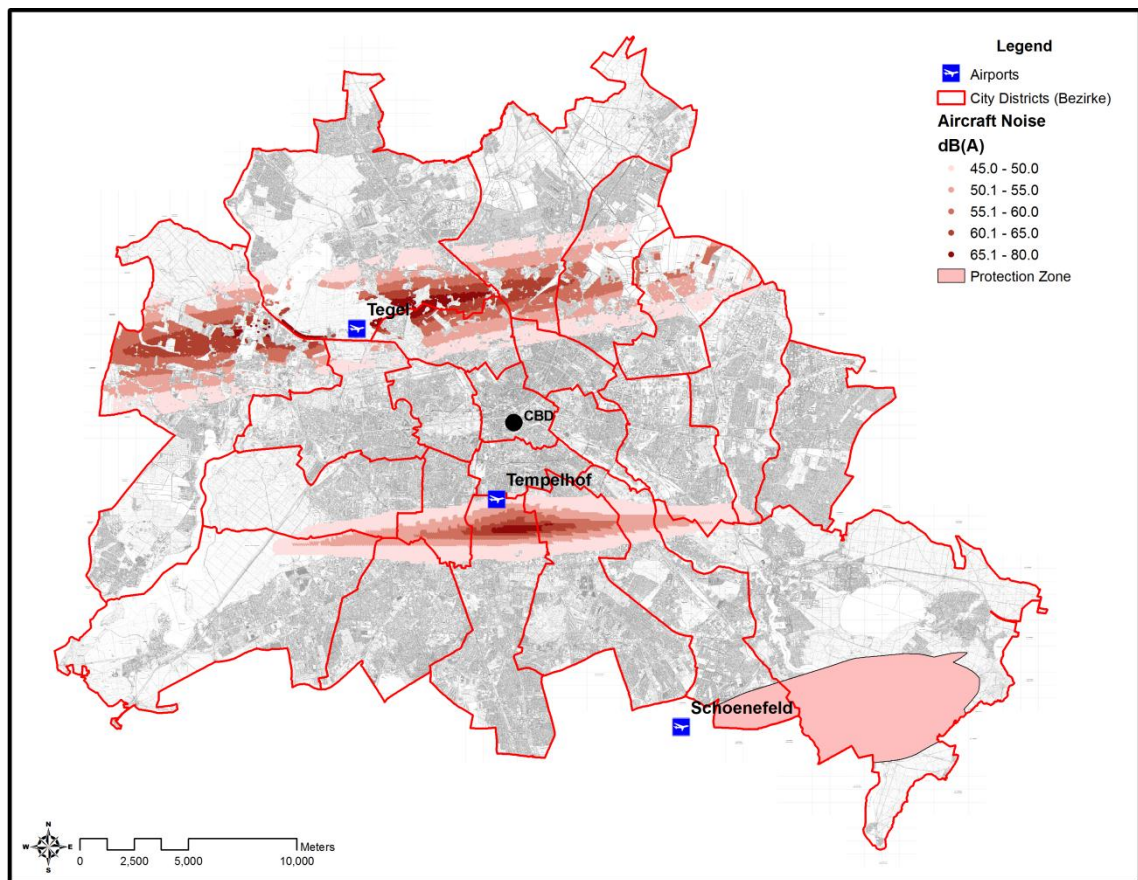 Legend
Airports
City Districts (Bezirke)
Aircraft Noise
dB(A)
45.0 - 50.0
50.1 - 55.0
55.1 - 60.0
60.1 - 65.0
65.1 - 80.0
Protection Zone
Tegel
CBD
Tempelhof
Schoenefeld
N
W E
S
Meters
0 2,500 5,000 10,000